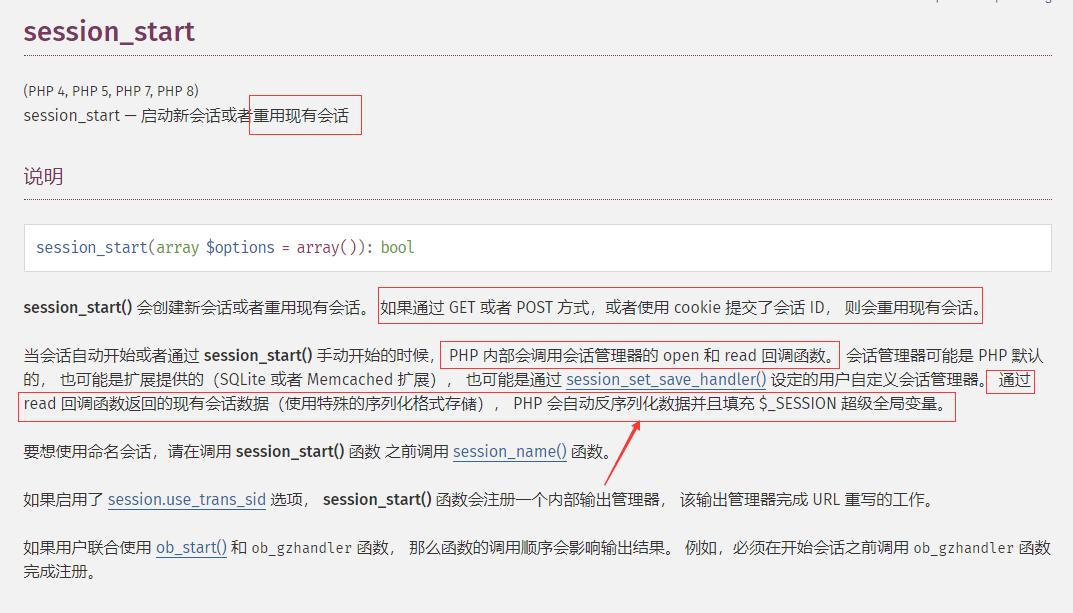 session_start
(PHP 4, PHP 5, PHP 7, PHP 8)
session_start — 启动新会话或者重用现有会话
说明
session_start(array $options = array()): bool
session_start() 会创建新会话或者重用现有会话。 如果通过 GET 或者 POST 方式，或者使用 cookie 提交了会话 ID， 则会重用现有会话。
当会话自动开始或者通过 session_start() 手动开始的时候， PHP 内部会调用会话管理器的 open 和 read 回调函数。 会话管理器可能是 PHP 默认
的， 也可能是扩展提供的（SQLite 或者 Memcached 扩展）， 也可能是通过 session_set_save_handler() 设定的用户自定义会话管理器。 通过
read 回调函数返回的现有会话数据（使用特殊的序列化格式存储）， PHP 会自动反序列化数据并且填充 $_SESSION 超级全局变量。
要想使用命名会话，请在调用 session_start() 函数 之前调用 session_name() 函数。
如果启用了 session.use_trans_sid 选项， session_start() 函数会注册一个内部输出管理器， 该输出管理器完成 URL 重写的工作。
如果用户联合使用 ob_start() 和 ob_gzhandler 函数， 那么函数的调用顺序会影响输出结果。 例如，必须在开始会话之前调用 ob_gzhandler 函数
完成注册。